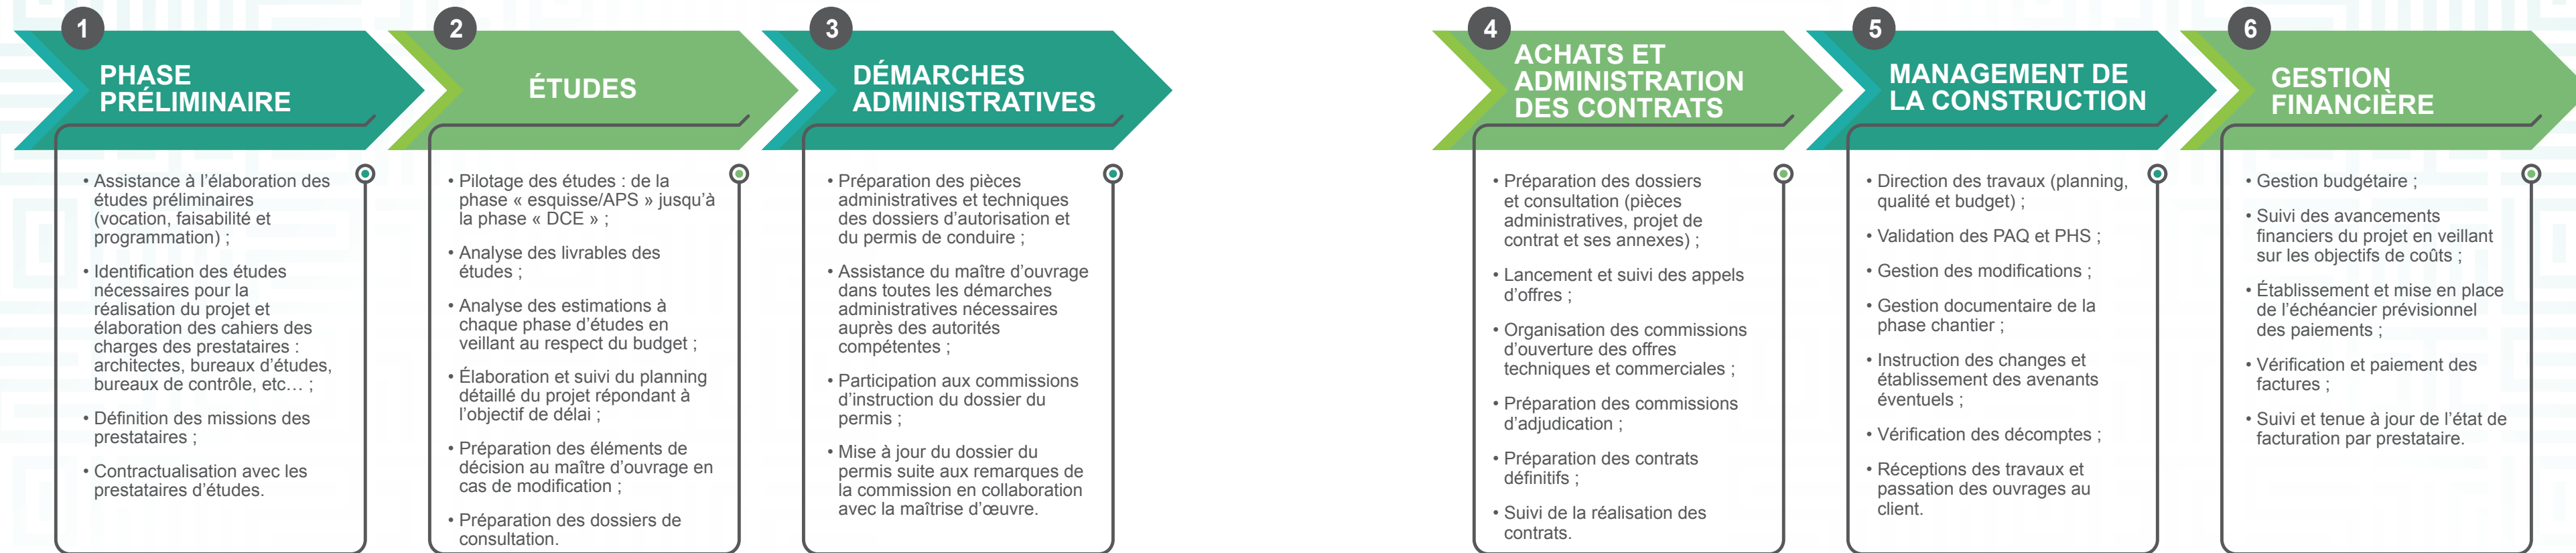 1
PHASE
PRÉLIMINAIRE
• Assistance à l’élaboration des
études préliminaires
(vocation, faisabilité et
programmation) ;
• Identification des études
nécessaires pour la
réalisation du projet et
élaboration des cahiers des
charges des prestataires :
architectes, bureaux d’études,
bureaux de contrôle, etc… ;
• Définition des missions des
prestataires ;
• Contractualisation avec les
prestataires d’études.
2
ÉTUDES
• Pilotage des études : de la
phase « esquisse/APS » jusqu’à
la phase « DCE » ;
• Analyse des livrables des
études ;
• Analyse des estimations à
chaque phase d’études en
veillant au respect du budget ;
• Élaboration et suivi du planning
détaillé du projet répondant à
l’objectif de délai ;
• Préparation des éléments de
décision au maître d’ouvrage en
cas de modification ;
• Préparation des dossiers de
consultation.
3
DÉMARCHES
ADMINISTRATIVES
• Préparation des pièces
administratives et techniques
des dossiers d’autorisation et
du permis de conduire ;
• Assistance du maître d’ouvrage
dans toutes les démarches
administratives nécessaires
auprès des autorités
compétentes ;
• Participation aux commissions
d’instruction du dossier du
permis ;
• Mise à jour du dossier du
permis suite aux remarques de
la commission en collaboration
avec la maîtrise d’œuvre.
4
ACHATS ET
ADMINISTRATION
DES CONTRATS
• Préparation des dossiers
et consultation (pièces
administratives, projet de
contrat et ses annexes) ;
• Lancement et suivi des appels
d’offres ;
• Organisation des commissions
d’ouverture des offres
techniques et commerciales ;
• Préparation des commissions
d’adjudication ;
• Préparation des contrats
définitifs ;
• Suivi de la réalisation des
contrats.
5
MANAGEMENT DE
LA CONSTRUCTION
• Direction des travaux (planning,
qualité et budget) ;
• Validation des PAQ et PHS ;
• Gestion des modifications ;
• Gestion documentaire de la
phase chantier ;
• Instruction des changes et
établissement des avenants
éventuels ;
• Vérification des décomptes ;
• Réceptions des travaux et
passation des ouvrages au
client.
6
GESTION
FINANCIÈRE
• Gestion budgétaire ;
• Suivi des avancements
financiers du projet en veillant
sur les objectifs de coûts ;
• Établissement et mise en place
de l’échéancier prévisionnel
des paiements ;
• Vérification et paiement des
factures ;
• Suivi et tenue à jour de l’état de
facturation par prestataire.